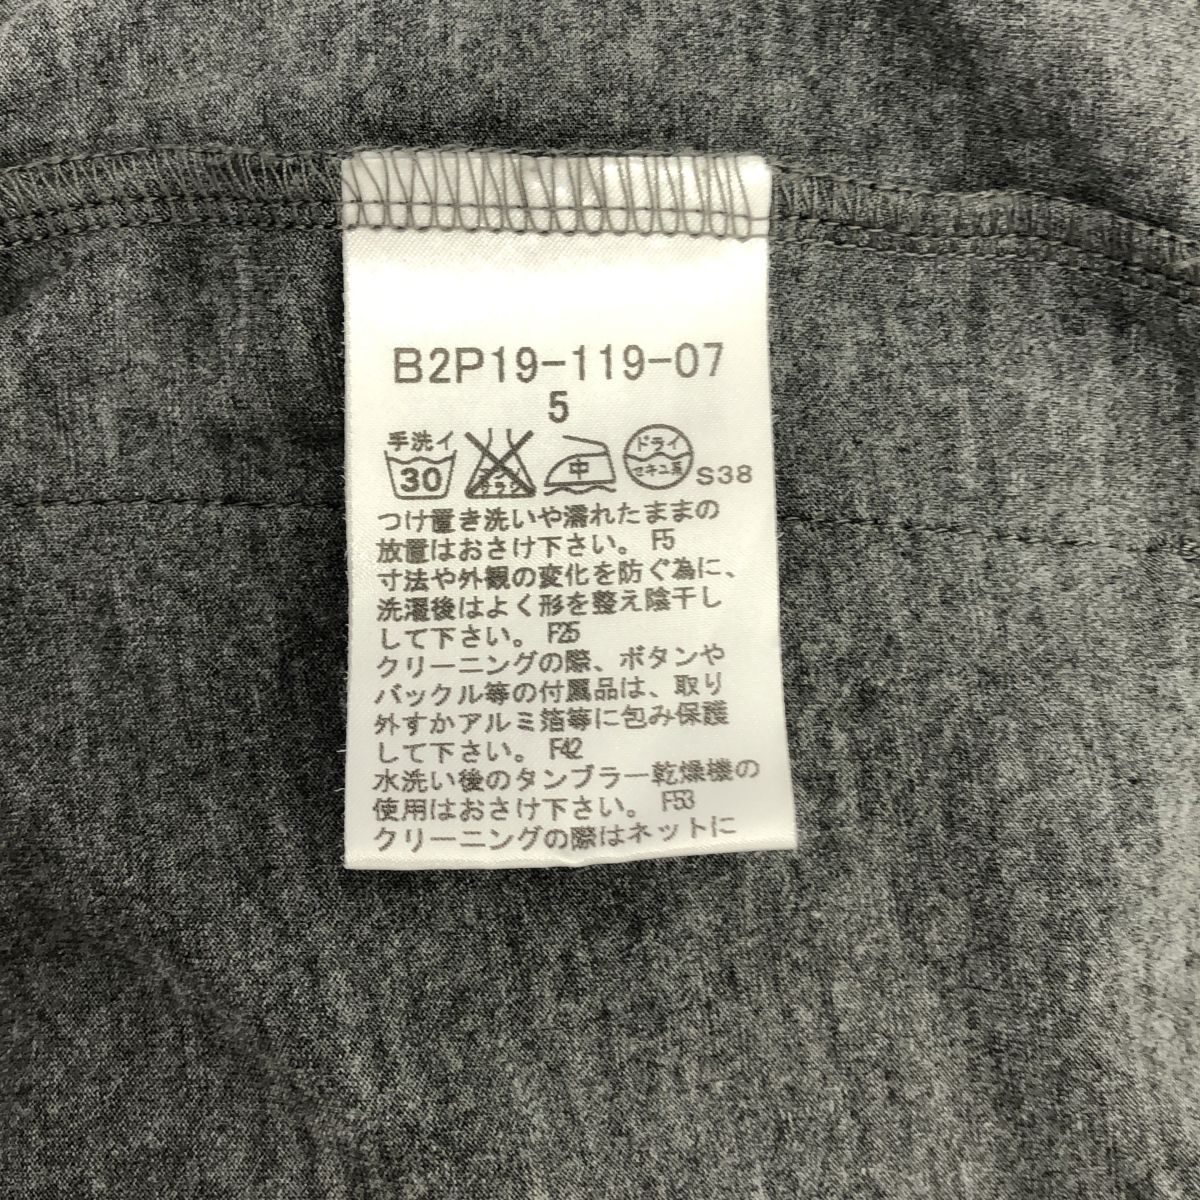 B2P19-119-07
5
手洗イ
30
エンソ
サラシ
中
ドライ
セキユ系
S38
つけ置き洗いや濡れたままの
放置はおさけ下さい。 F5
寸法や外観の変化を防ぐ為に、
洗濯後はよく形を整え陰干し
して下さい。 F25
クリーニングの際、ボタンや
バックル等の付属品は、取り
外すかアルミ箔等に包み保護
して下さい。 F42
水洗い後のタンブラー乾燥機の
使用はおさけ下さい。 F53
クリーニングの際はネットに